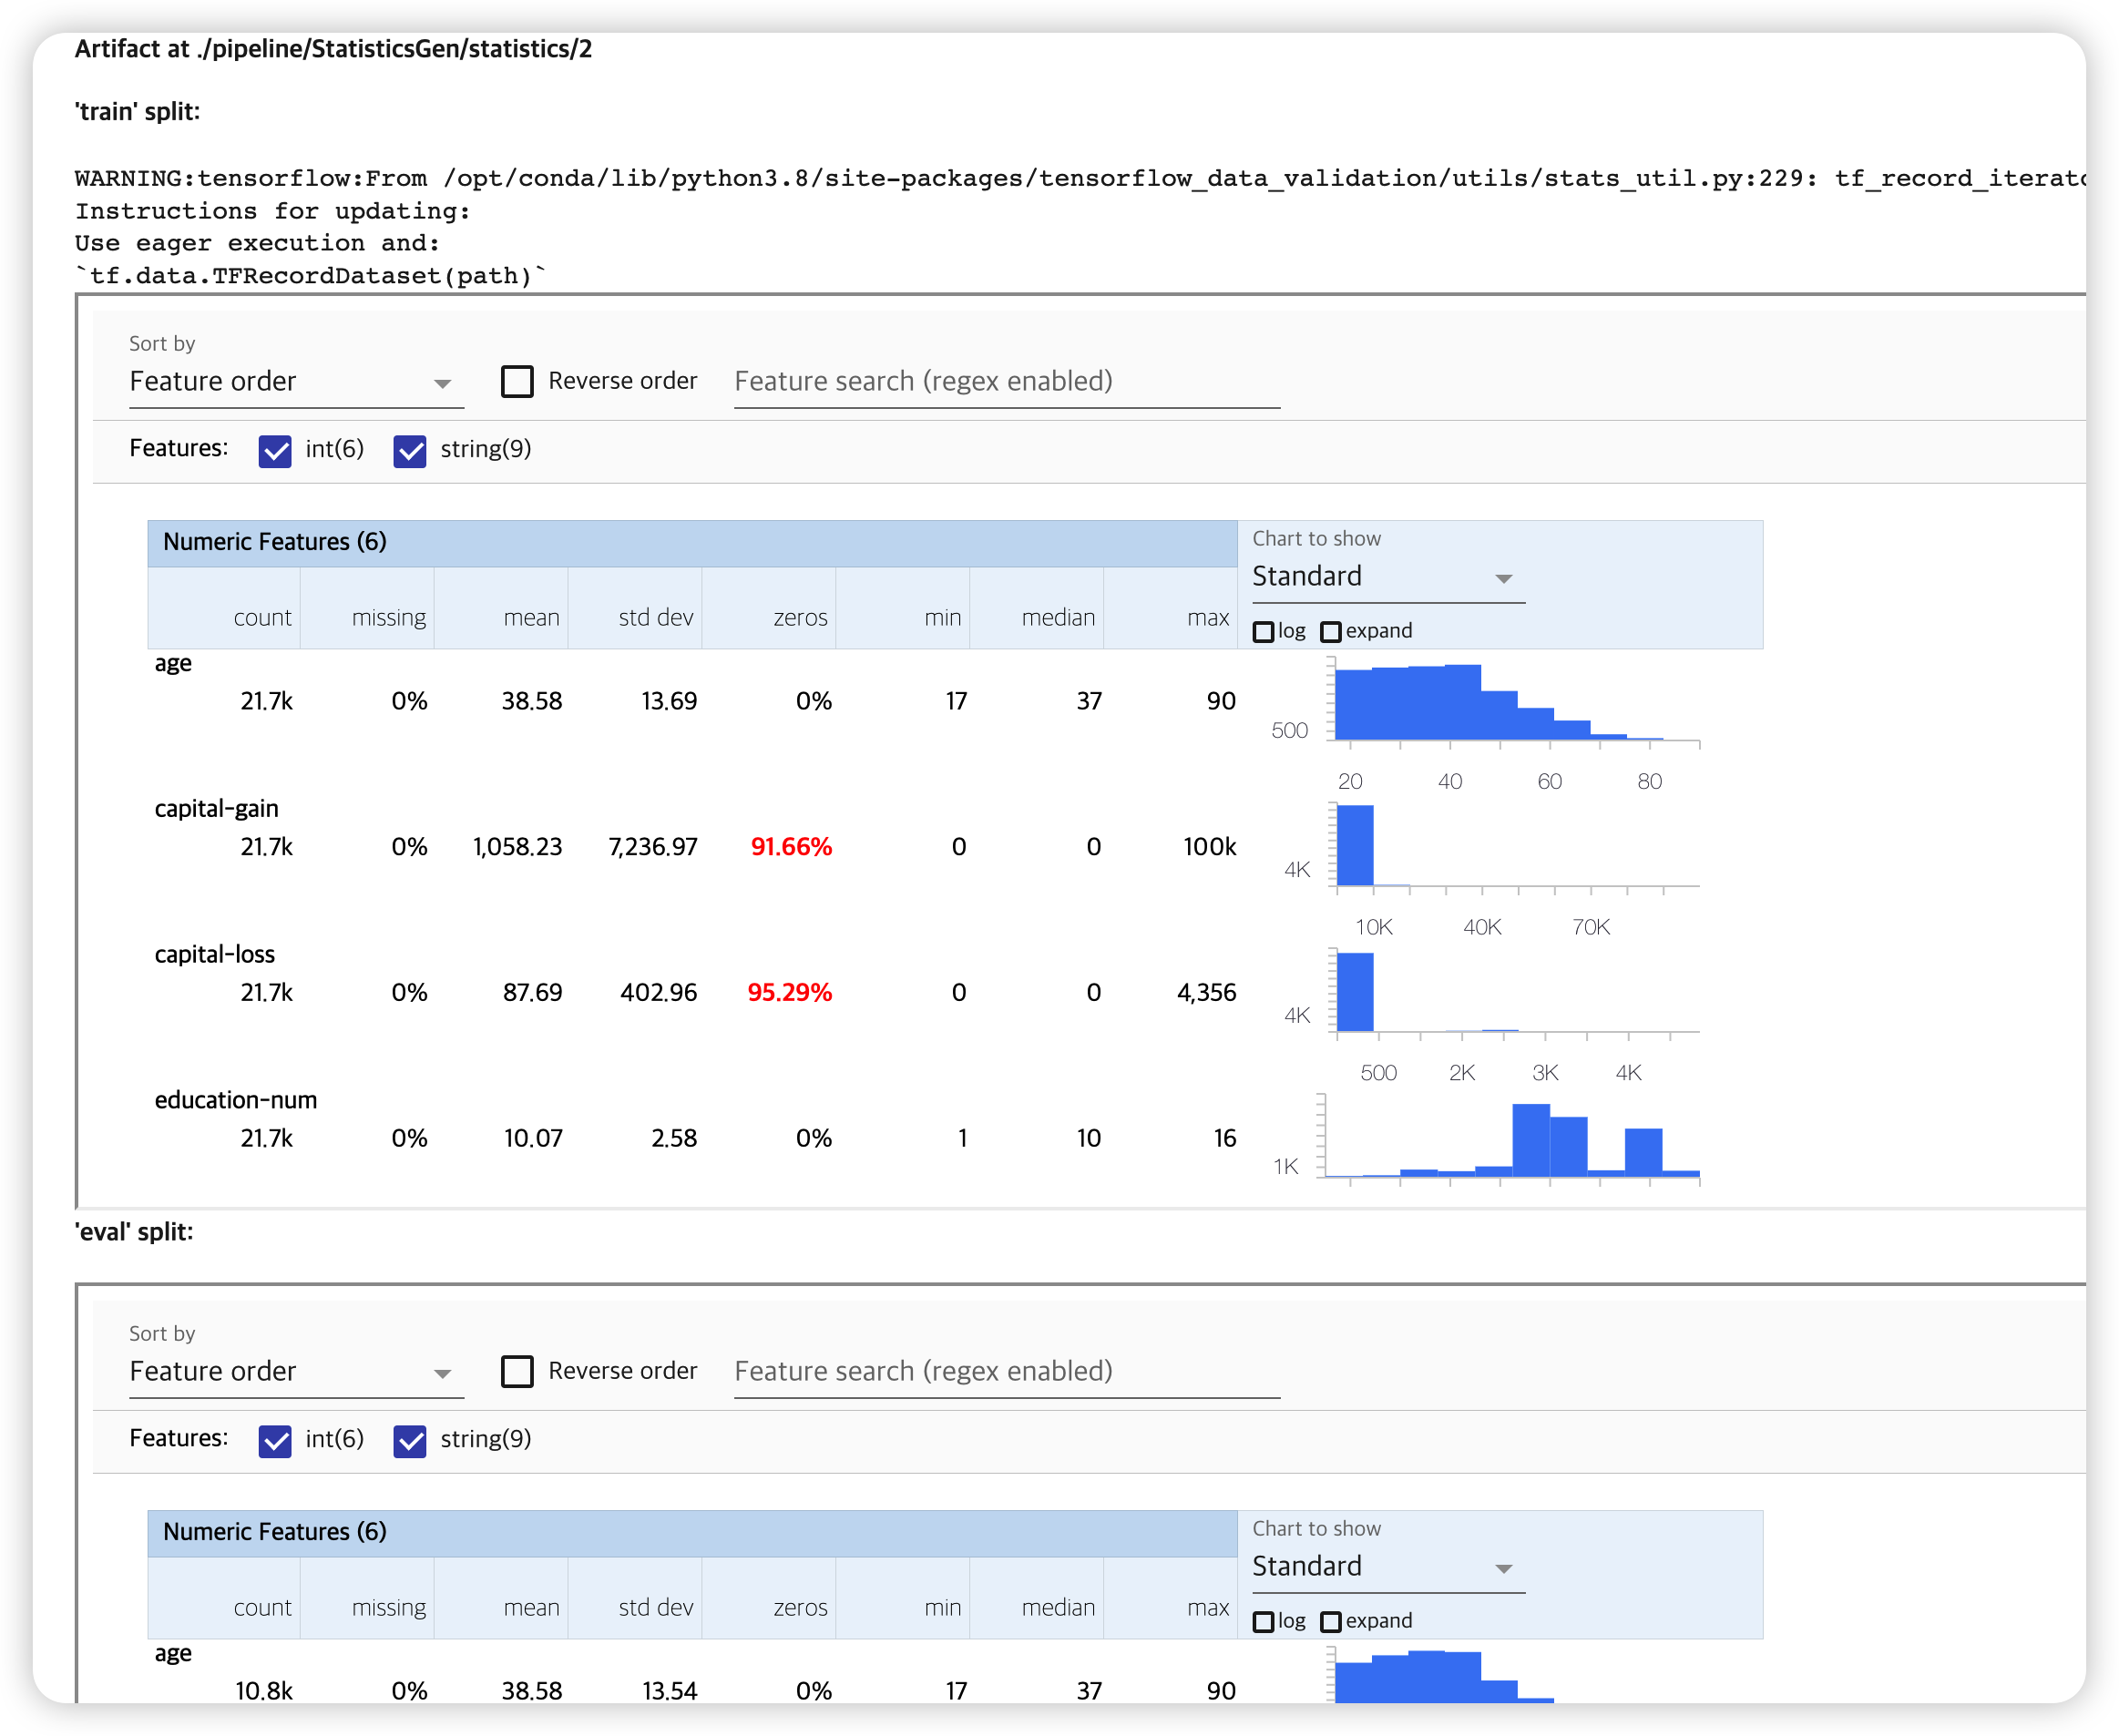 Artifact at ./pipeline/StatisticsGen/statistics/2
'train' split:
WARNING:tensorflow:From /opt/conda/lib/python3.8/site-packages/tensorflow_data_validation/utils/stats_util.py:229: tf_record_iterato
Instructions for updating:
Use eager execution and:
`tf.data.TFRecordDataset(path)`
Sort by
Feature order
Reverse order
Feature search (regex enabled)
Features: int(6) string(9)
Numeric Features (6)
Chart to show
Standard
count missing mean std dev zeros min median max
log expand
age
21.7k 0% 38.58 13.69 0% 17 37 90
500
20 40 60 80
capital-gain
21.7k 0% 1,058.23 7,236.97 91.66% 0 0 100k
4K
10K 40K 70K
capital-loss
21.7k 0% 87.69 402.96 95.29% 0 0 4,356
4K
500 2K 3K 4K
education-num
21.7k 0% 10.07 2.58 0% 1 10 16
1K
'eval' split:
Sort by
Feature order
Reverse order
Feature search (regex enabled)
Features: int(6) string(9)
Numeric Features (6)
Chart to show
Standard
count missing mean std dev zeros min median max
log expand
age
10.8k 0% 38.58 13.54 0% 17 37 90